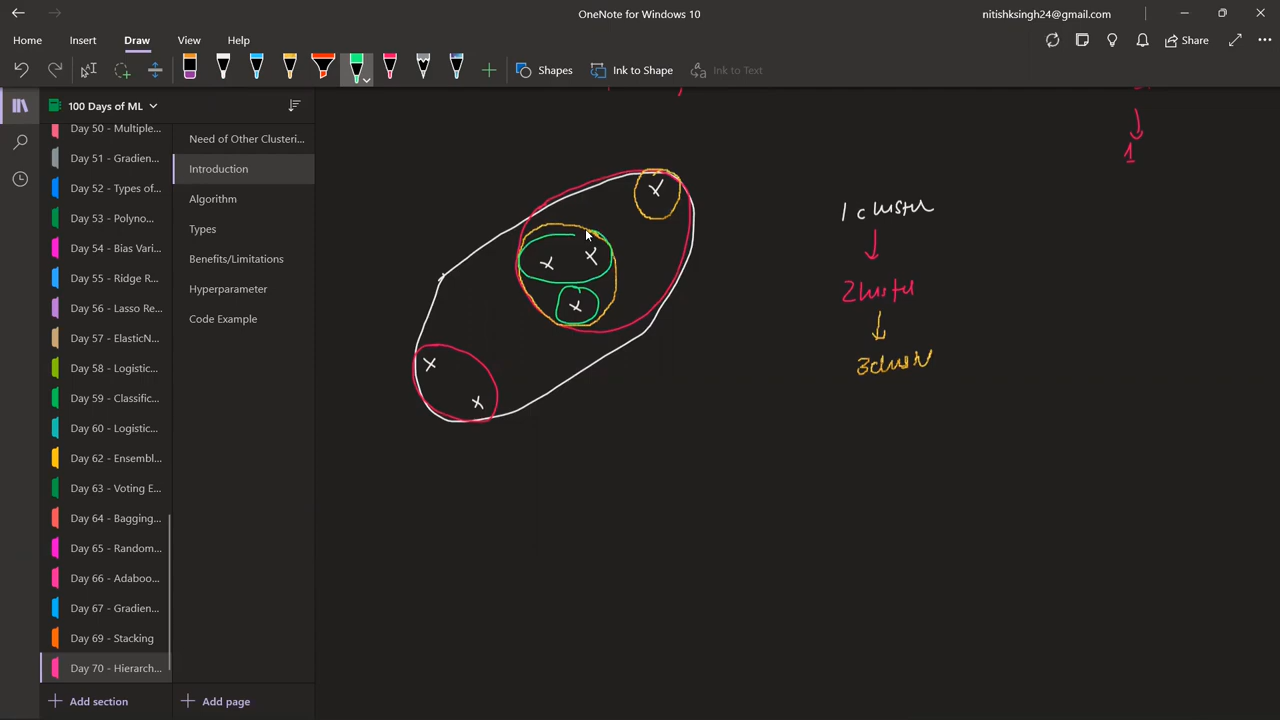 OneNote for Windows 10
nitishksingh24@gmail.com
Home Insert Draw View Help
Share
Shapes Ink to Shape Ink to Text
100 Days of ML
Day 50 - Multiple...
Day 51 - Gradien...
Day 52 - Types of...
Day 53 - Polyno...
Day 54 - Bias Vari...
Day 55 - Ridge R...
Day 56 - Lasso Re...
Day 57 - ElasticN...
Day 58 - Logistic...
Day 59 - Classific...
Day 60 - Logistic...
Day 62 - Ensembl...
Day 63 - Voting E...
Day 64 - Bagging...
Day 65 - Random...
Day 66 - Adaboo...
Day 67 - Gradien...
Day 69 - Stacking
Day 70 - Hierarch...
Add section
Need of Other Clusteri...
Introduction
Algorithm
Types
Benefits/Limitations
Hyperparameter
Code Example
Add page
1
1 cluster
2 luster
3 cluster
x
x
x
x
x
x